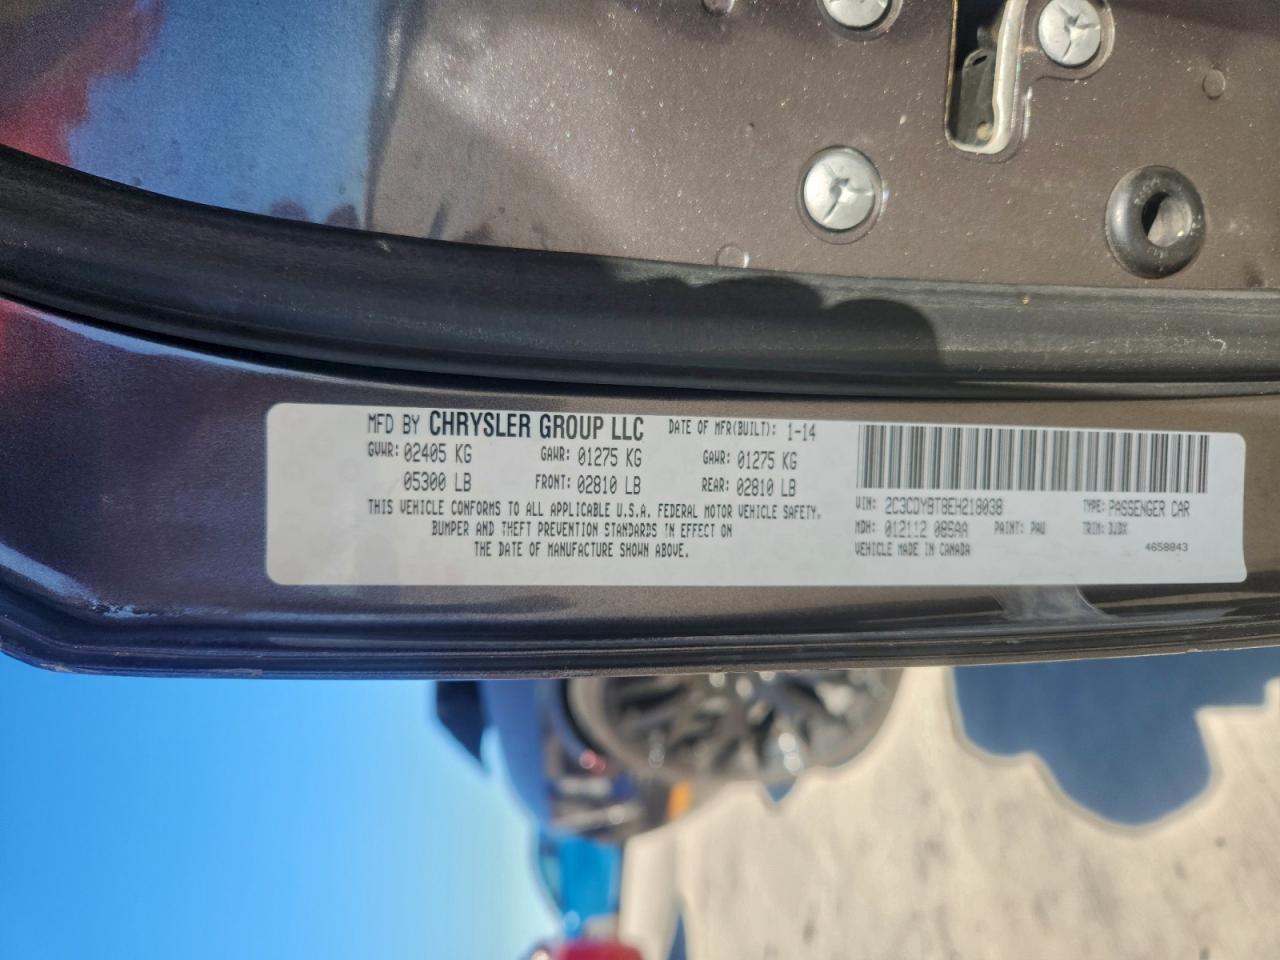 MFD BY CHRYSLER GROUP LLC DATE OF MFR(BUILT): 1-14
GVWR: 02405 KG GAWR: 01275 KG GAWR: 01275 KG
05300 LB FRONT: 02810 LB REAR: 02810 LB
THIS VEHICLE CONFORMS TO ALL APPLICABLE U.S.A. FEDERAL MOTOR VEHICLE SAFETY,
BUMPER AND THEFT PREVENTION STANDARDS IN EFFECT ON
THE DATE OF MANUFACTURE SHOWN ABOVE.
VIN: 2C3CDYBT8EH218038 TYPE: PASSENGER CAR
MDH: 012112 085AA PAINT: PAU TRIM: DJDX
VEHICLE MADE IN CANADA 4658843